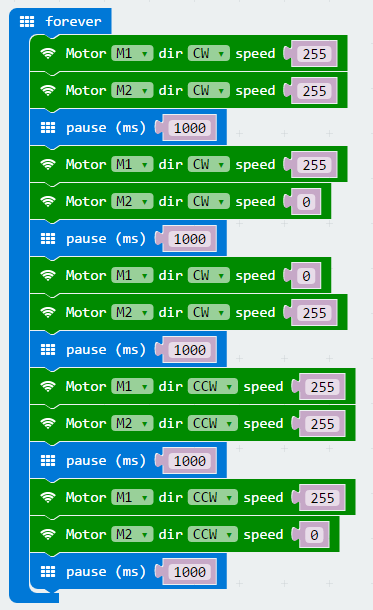 forever
Motor M1 dir CW speed 255
Motor M2 dir CW speed 255
pause (ms) 1000
Motor M1 dir CW speed 255
Motor M2 dir CW speed 0
pause (ms) 1000
Motor M1 dir CW speed 0
Motor M2 dir CW speed 255
pause (ms) 1000
Motor M1 dir CCW speed 255
Motor M2 dir CCW speed 255
pause (ms) 1000
Motor M1 dir CCW speed 255
Motor M2 dir CCW speed 0
pause (ms) 1000